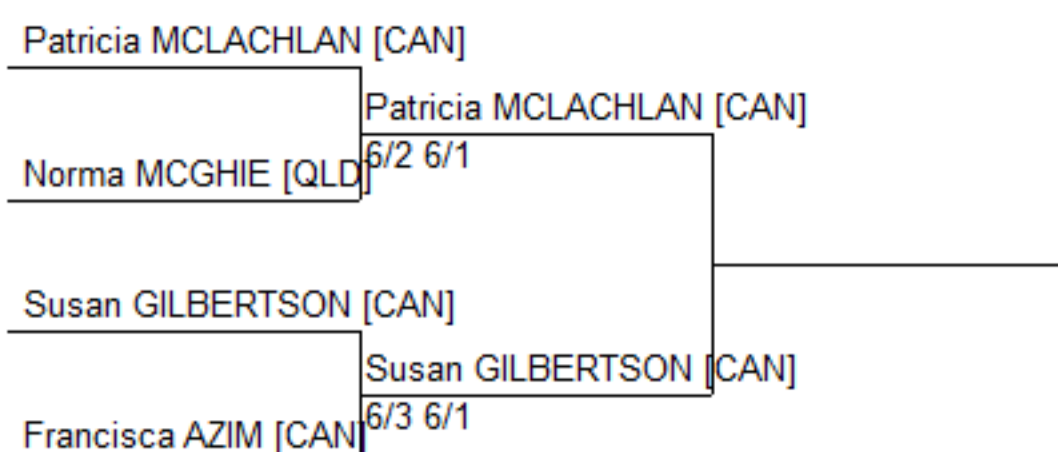 Patricia MCLACHLAN [CAN]
Patricia MCLACHLAN [CAN]
6/2 6/1
Norma MCGHIE [QLD]
Susan GILBERTSON [CAN]
Susan GILBERTSON [CAN]
6/3 6/1
Francisca AZIM [CAN]